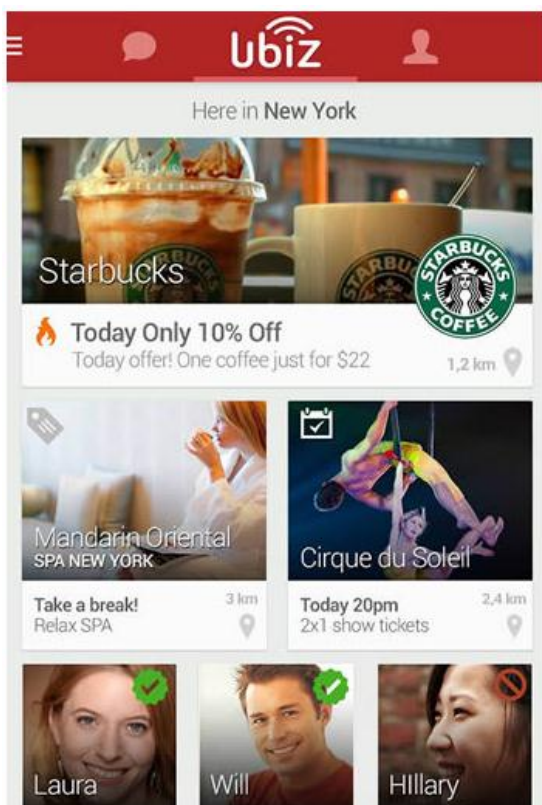 ubiz
Here in New York
Starbucks
STARBUCKS
COFFEE
Today Only 10% Off
Today offer! One coffee just for $22
1,2 km
Mandarin Oriental
SPA NEW YORK
Take a break!
3 km
Relax SPA
Cirque du Soleil
Today 20pm
2,4 km
2x1 show tickets
Laura
Will
HIllary